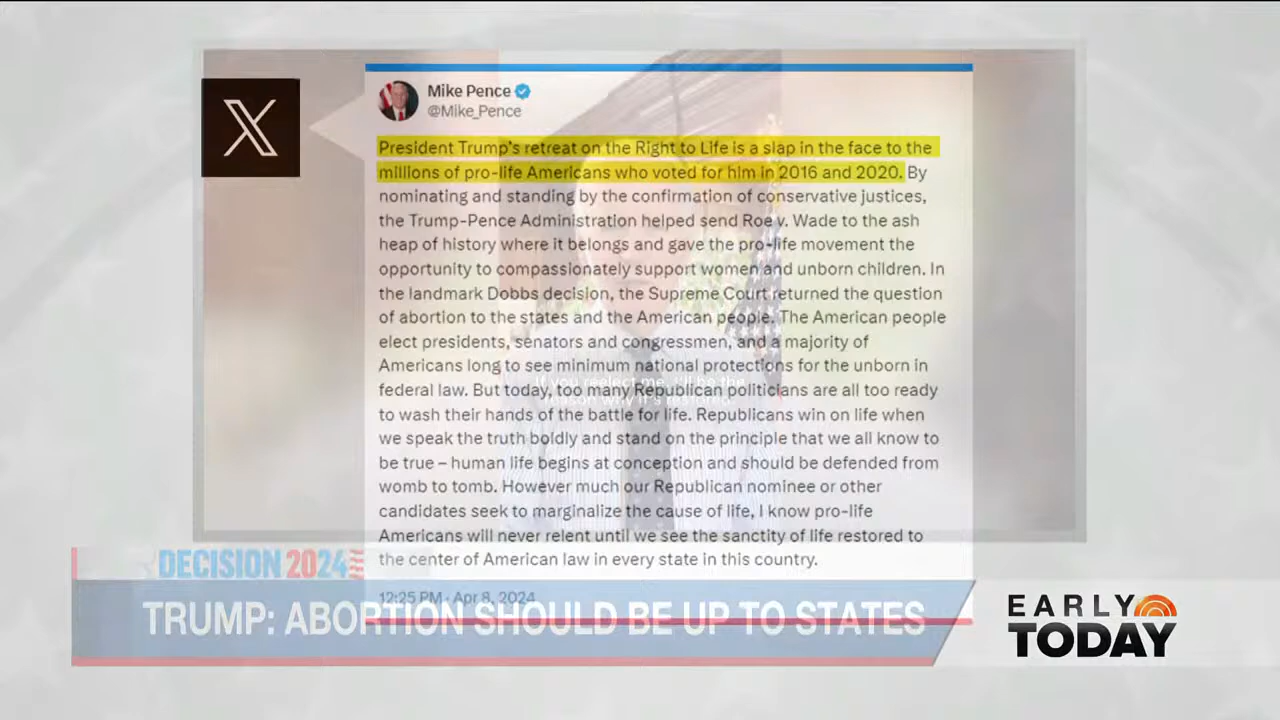 Mike Pence
@Mike_Pence
President Trump's retreat on the Right to Life is a slap in the face to the
millions of pro-life Americans who voted for him in 2016 and 2020. By
nominating and standing by the confirmation of conservative justices,
the Trump-Pence Administration helped send Roe v. Wade to the ash
heap of history where it belongs and gave the pro-life movement the
opportunity to compassionately support women and unborn children. In
the landmark Dobbs decision, the Supreme Court returned the question
of abortion to the states and the American people. The American people
elect presidents, senators and congressmen, and a majority of
Americans long to see minimum national protections for the unborn in
federal law. But today, too many Republican politicians are all too ready
to wash their hands of the battle for life. Republicans win on life when
we speak the truth boldly and stand on the principle that we all know to
be true – human life begins at conception and should be defended from
womb to tomb. However much our Republican nominee or other
candidates seek to marginalize the cause of life, I know pro-life
Americans will never relent until we see the sanctity of life restored to
the center of American law in every state in this country.
12:25 PM · Apr 8, 2024
If you reelect me, I'll be the
reason why it's restored.
DECISION 2024
TRUMP: ABORTION SHOULD BE UP TO STATES
EARLY
TODAY